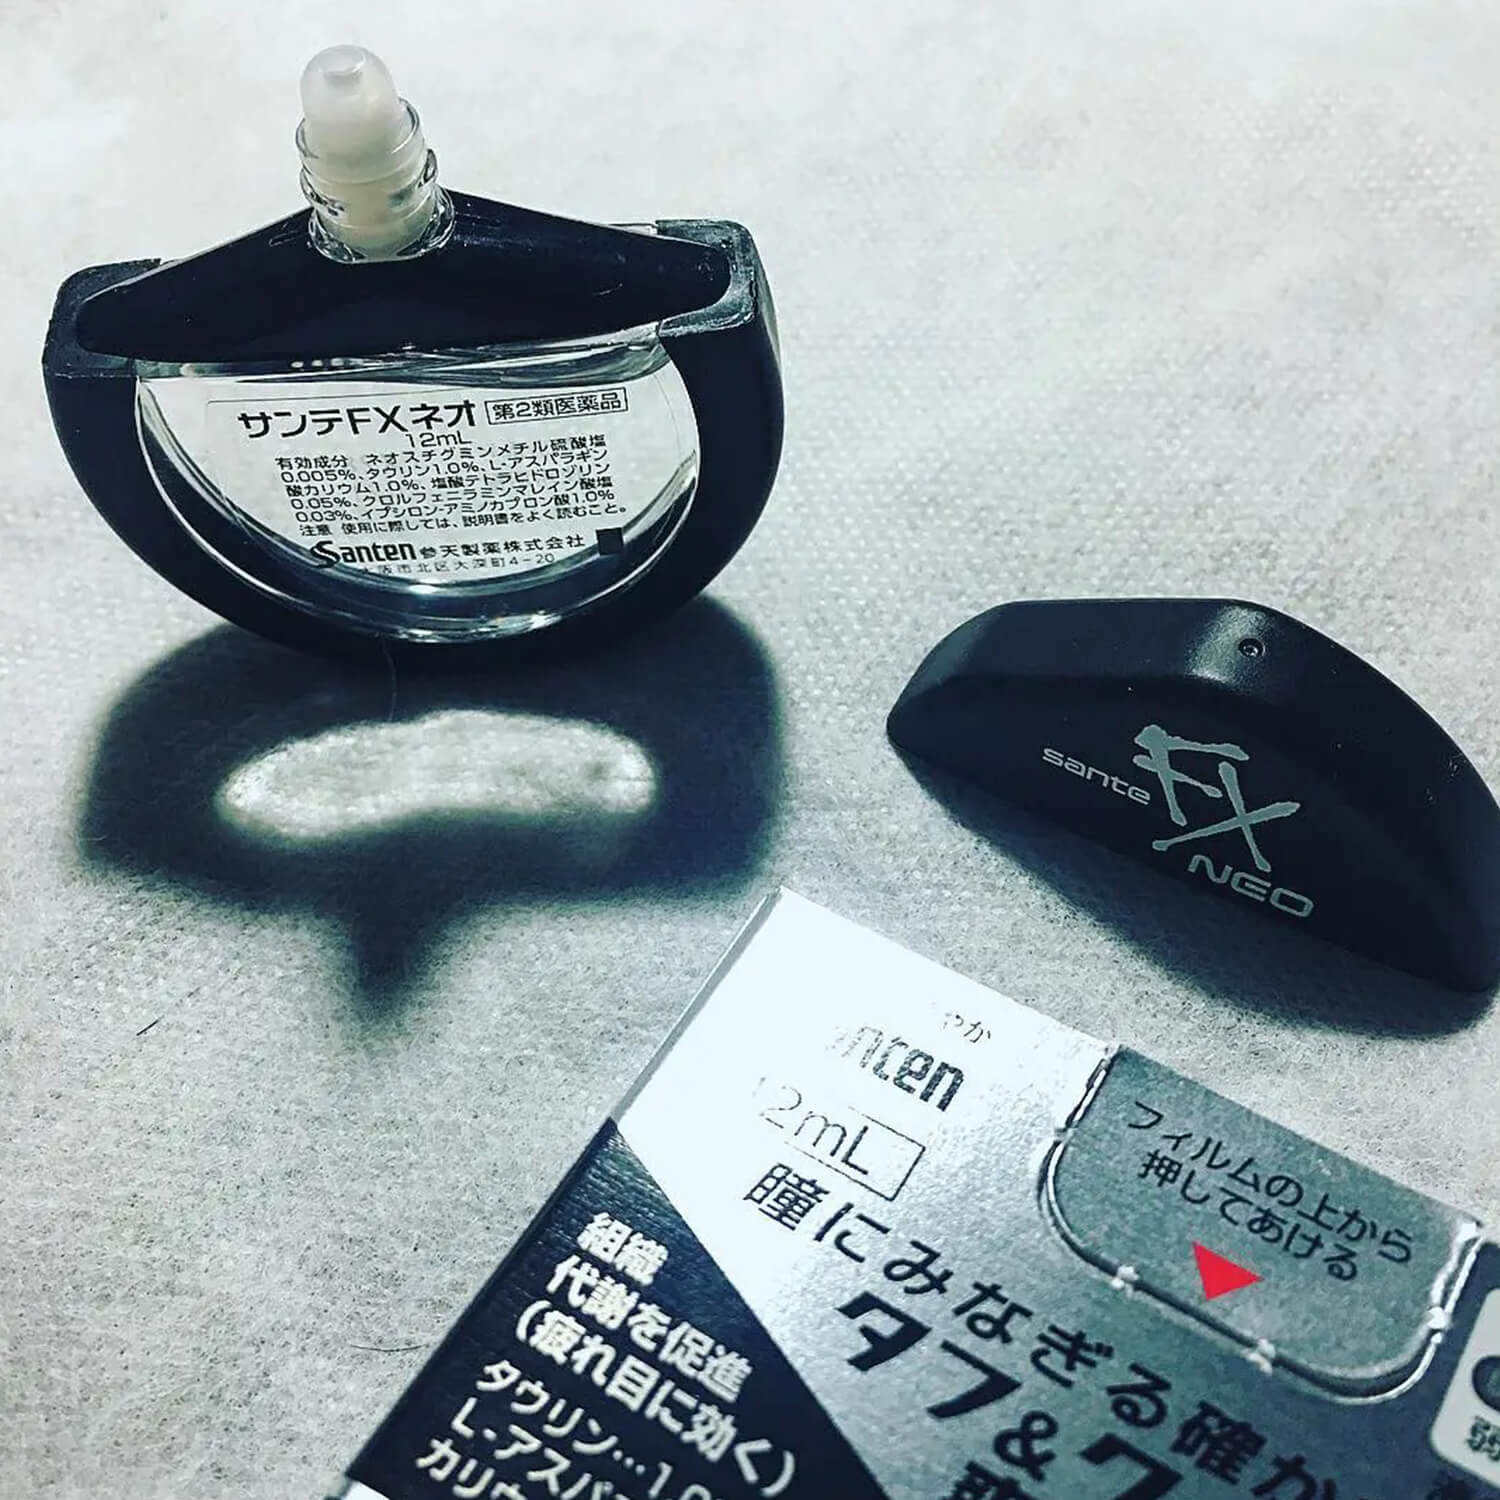 サンテFXネオ 第2類医薬品
12mL
有効成分 ネオスチグミンメチル硫酸塩
0.005%、タウリン1.0%、L-アスパラギン
酸カリウム1.0%、塩酸テトラヒドロゾリン
0.05%、クロルフェニラミンマレイン酸塩
0.03%、イプシロン-アミノカプロン酸1.0%
注意 使用に際しては、説明書をよく読むこと。
Santen 参天製薬株式会社
大阪市北区大深町4-20
sante FX
NEO
やか
nten
2mL
フィルムの上から
押してあける
瞳にみなぎる確か
タフ&ク
組織
代謝を促進
(疲れ目に効く)
タウリン…1.0
L-アスパ
カリウ